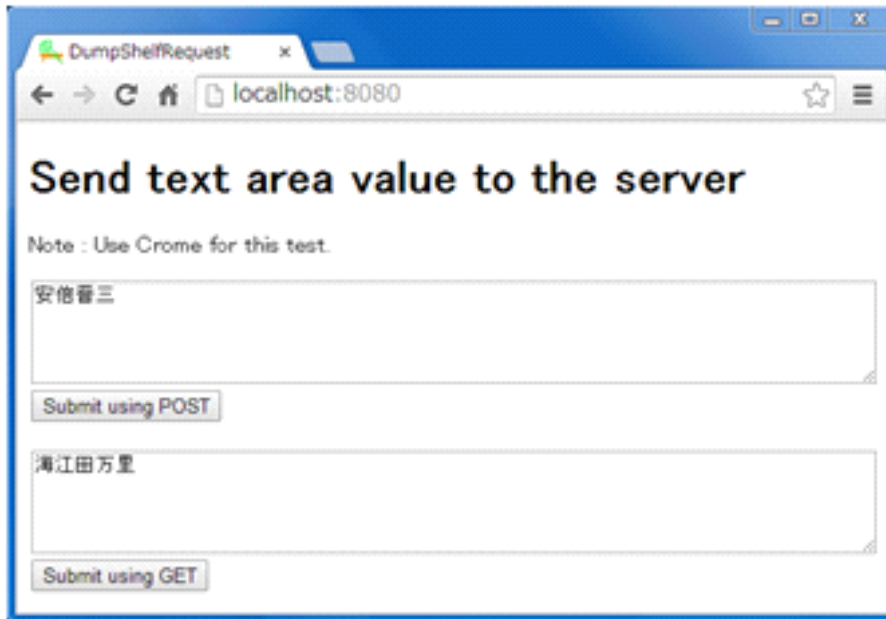 DumpShelfRequest
localhost:8080
Send text area value to the server
Note : Use Crome for this test.
安倍晋三
Submit using POST
海江田万里
Submit using GET